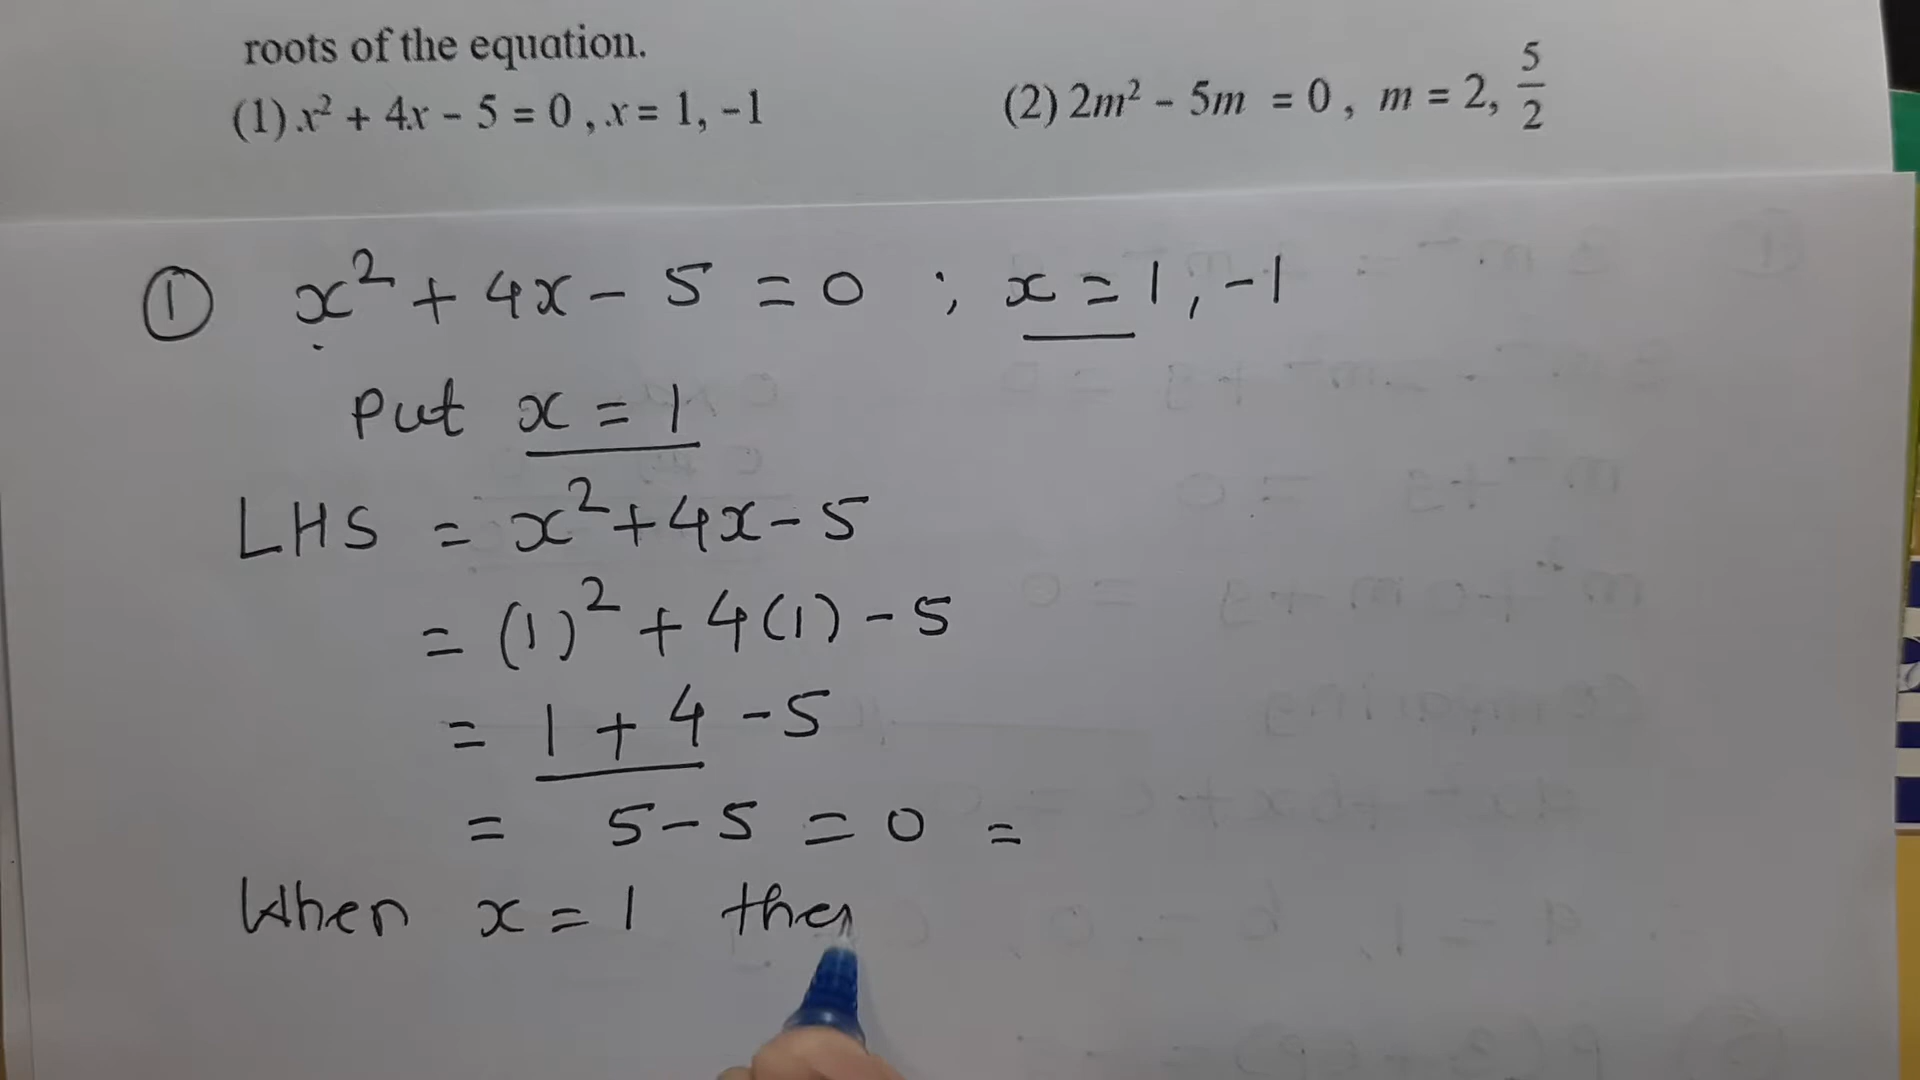 roots of the equation.
(1) x² + 4x – 5 = 0 , x = 1, –1 (2) 2m² – 5m = 0 , m = 2, 5/2
① x² + 4x – 5 = 0 ; x = 1 , -1
Put x = 1
LHS = x² + 4x – 5
= (1)² + 4(1) – 5
= 1 + 4 – 5
= 5 – 5 = 0 =
When x = 1 then